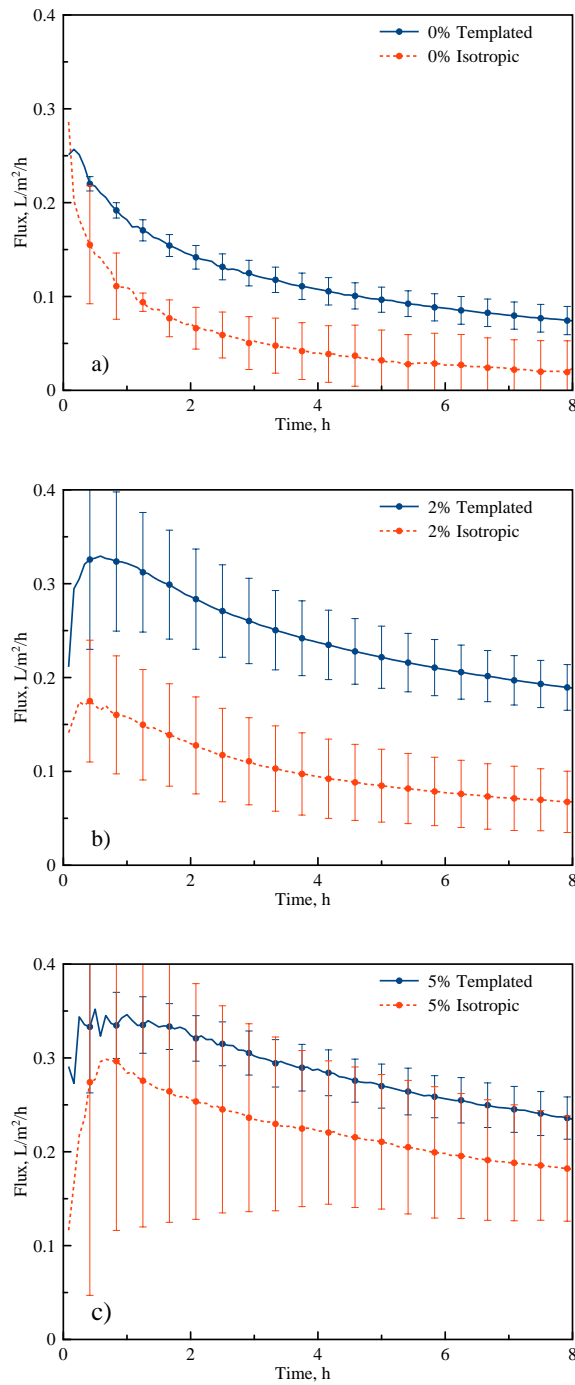 0.4
0% Templated
0% Isotropic
0.3
Flux, L/m²/h
0.2
0.1
a)
0
0 2 4 6 8
Time, h
0.4
2% Templated
2% Isotropic
0.3
Flux, L/m²/h
0.2
0.1
b)
0
0 2 4 6 8
Time, h
0.4
5% Templated
5% Isotropic
0.3
Flux, L/m²/h
0.2
0.1
c)
0
0 2 4 6 8
Time, h